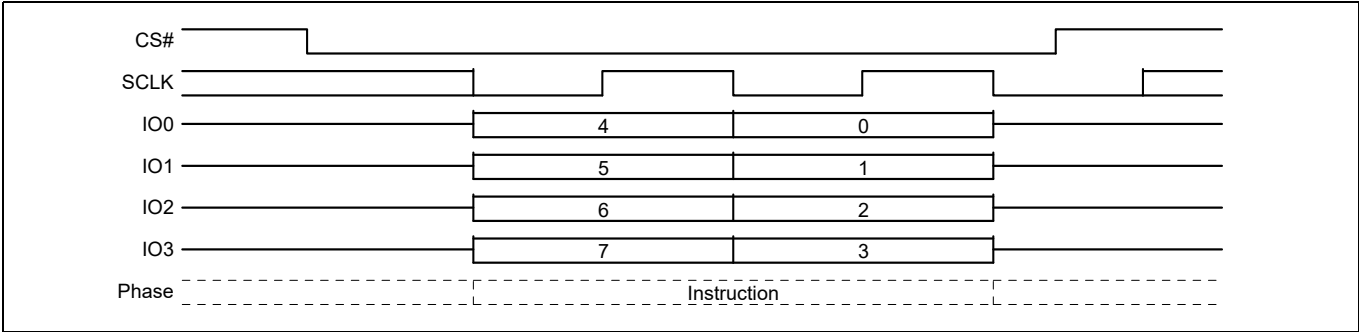 CS#
SCLK
IO0 4 0
IO1 5 1
IO2 6 2
IO3 7 3
Phase Instruction